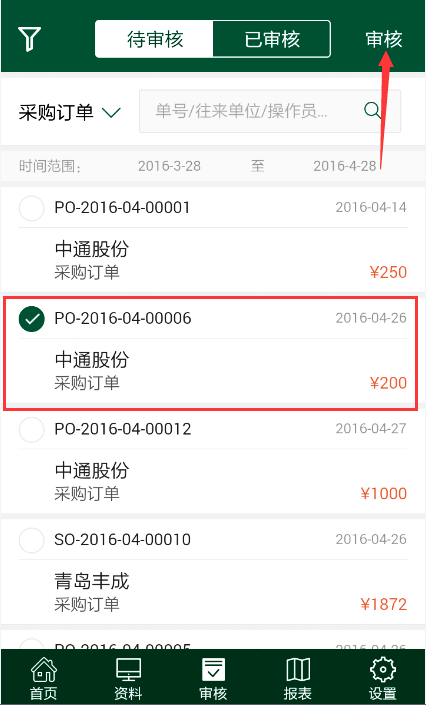 待审核 已审核 审核
采购订单 单号/往来单位/操作员...
时间范围: 2016-3-28 至 2016-4-28
PO-2016-04-00001 2016-04-14
中通股份
采购订单 ¥250
PO-2016-04-00006 2016-04-26
中通股份
采购订单 ¥200
PO-2016-04-00012 2016-04-27
中通股份
采购订单 ¥1000
SO-2016-04-00010 2016-04-26
青岛丰成
采购订单 ¥1872
首页 资料 审核 报表 设置